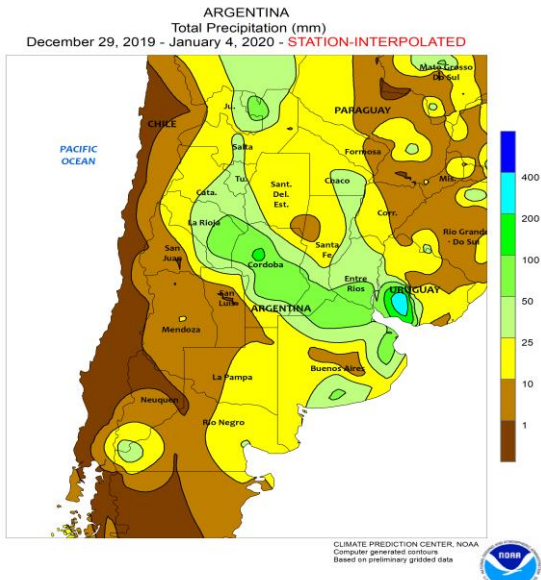 ARGENTINA
Total Precipitation (mm)
December 29, 2019 - January 4, 2020 - STATION-INTERPOLATED
Mato Grosso
Do Sul
Ju.
PARAGUAY
CHILE
PACIFIC
OCEAN
Salta
Formosa
Tu.
Chaco
Mis.
Cata.
Sant.
Del.
Est.
Corr.
La Rioja
Rio Grande
Do Sul
San
Juan
Santa
Fe
Cordoba
Entre
Rios
URUGUAY
San
Luis
ARGENTINA
Mendoza
Buenos Aires
La Pampa
Neuquen
Rio Negro
400
200
100
50
25
10
1
CLIMATE PREDICTION CENTER, NOAA
Computer generated contours
Based on preliminary gridded data
NOAA